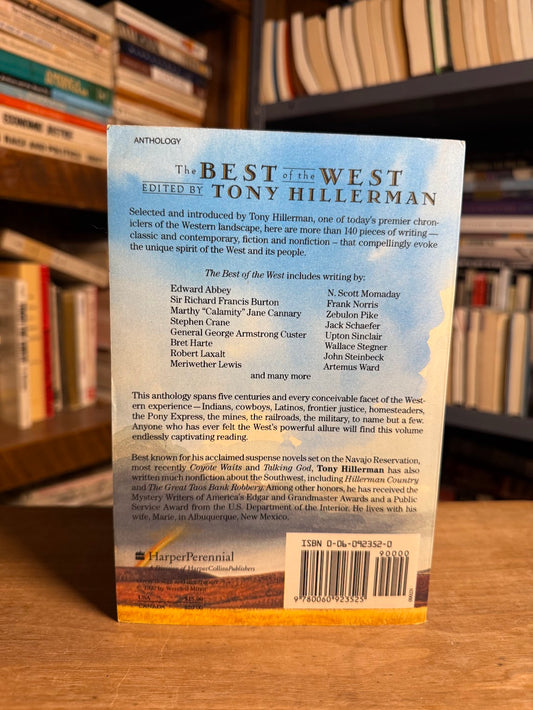 ANTHOLOGY
The BEST of the WEST
EDITED BY TONY HILLERMAN
Selected and introduced by Tony Hillerman, one of today's premier chron-
iclers of the Western landscape, here are more than 140 pieces of writing—
classic and contemporary, fiction and nonfiction – that compellingly evoke
the unique spirit of the West and its people.
The Best of the West includes writing by:
Edward Abbey
Sir Richard Francis Burton
Marthy "Calamity" Jane Cannary
Stephen Crane
General George Armstrong Custer
Bret Harte
Robert Laxalt
Meriwether Lewis
N. Scott Momaday
Frank Norris
Zebulon Pike
Jack Schaefer
Upton Sinclair
Wallace Stegner
John Steinbeck
Artemus Ward
and many more
This anthology spans five centuries and every conceivable facet of the West-
ern experience – Indians, cowboys, Latinos, frontier justice, homesteaders,
the Pony Express, the mines, the railroads, the military, to name but a few.
Anyone who has ever felt the West's powerful allure will find this volume
endlessly captivating reading.
Best known for his acclaimed suspense novels set on the Navajo Reservation,
most recently Coyote Waits and Talking God, Tony Hillerman has also
written much nonfiction about the Southwest, including Hillerman Country
and The Great Taos Bank Robbery. Among other honors, he has received the
Mystery Writers of America's Edgar and Grandmaster Awards and a Public
Service Award from the U.S. Department of the Interior. He lives with his
wife, Marie, in Albuquerque, New Mexico.
HarperPerennial
A Division of HarperCollinsPublishers
by Wendell Minor
USA
CANADA
ISBN 0-06-092352-0
90000
9 780060 923525